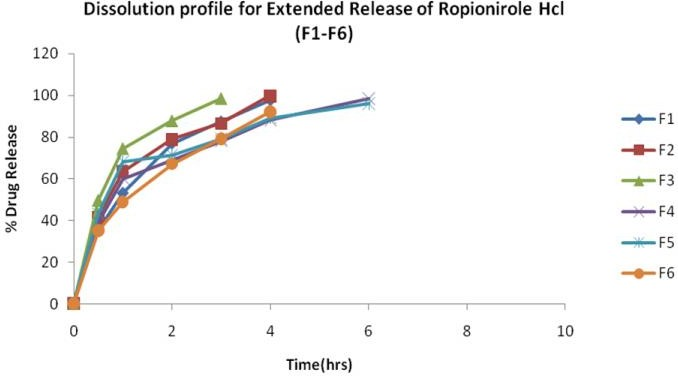 Dissolution profile for Extended Release of Ropionirole Hcl
(F1-F6)
120
100
80
60
40
20
0
% Drug Release
0 2 4 6 8 10
Time(hrs)
F1
F2
F3
F4
F5
F6